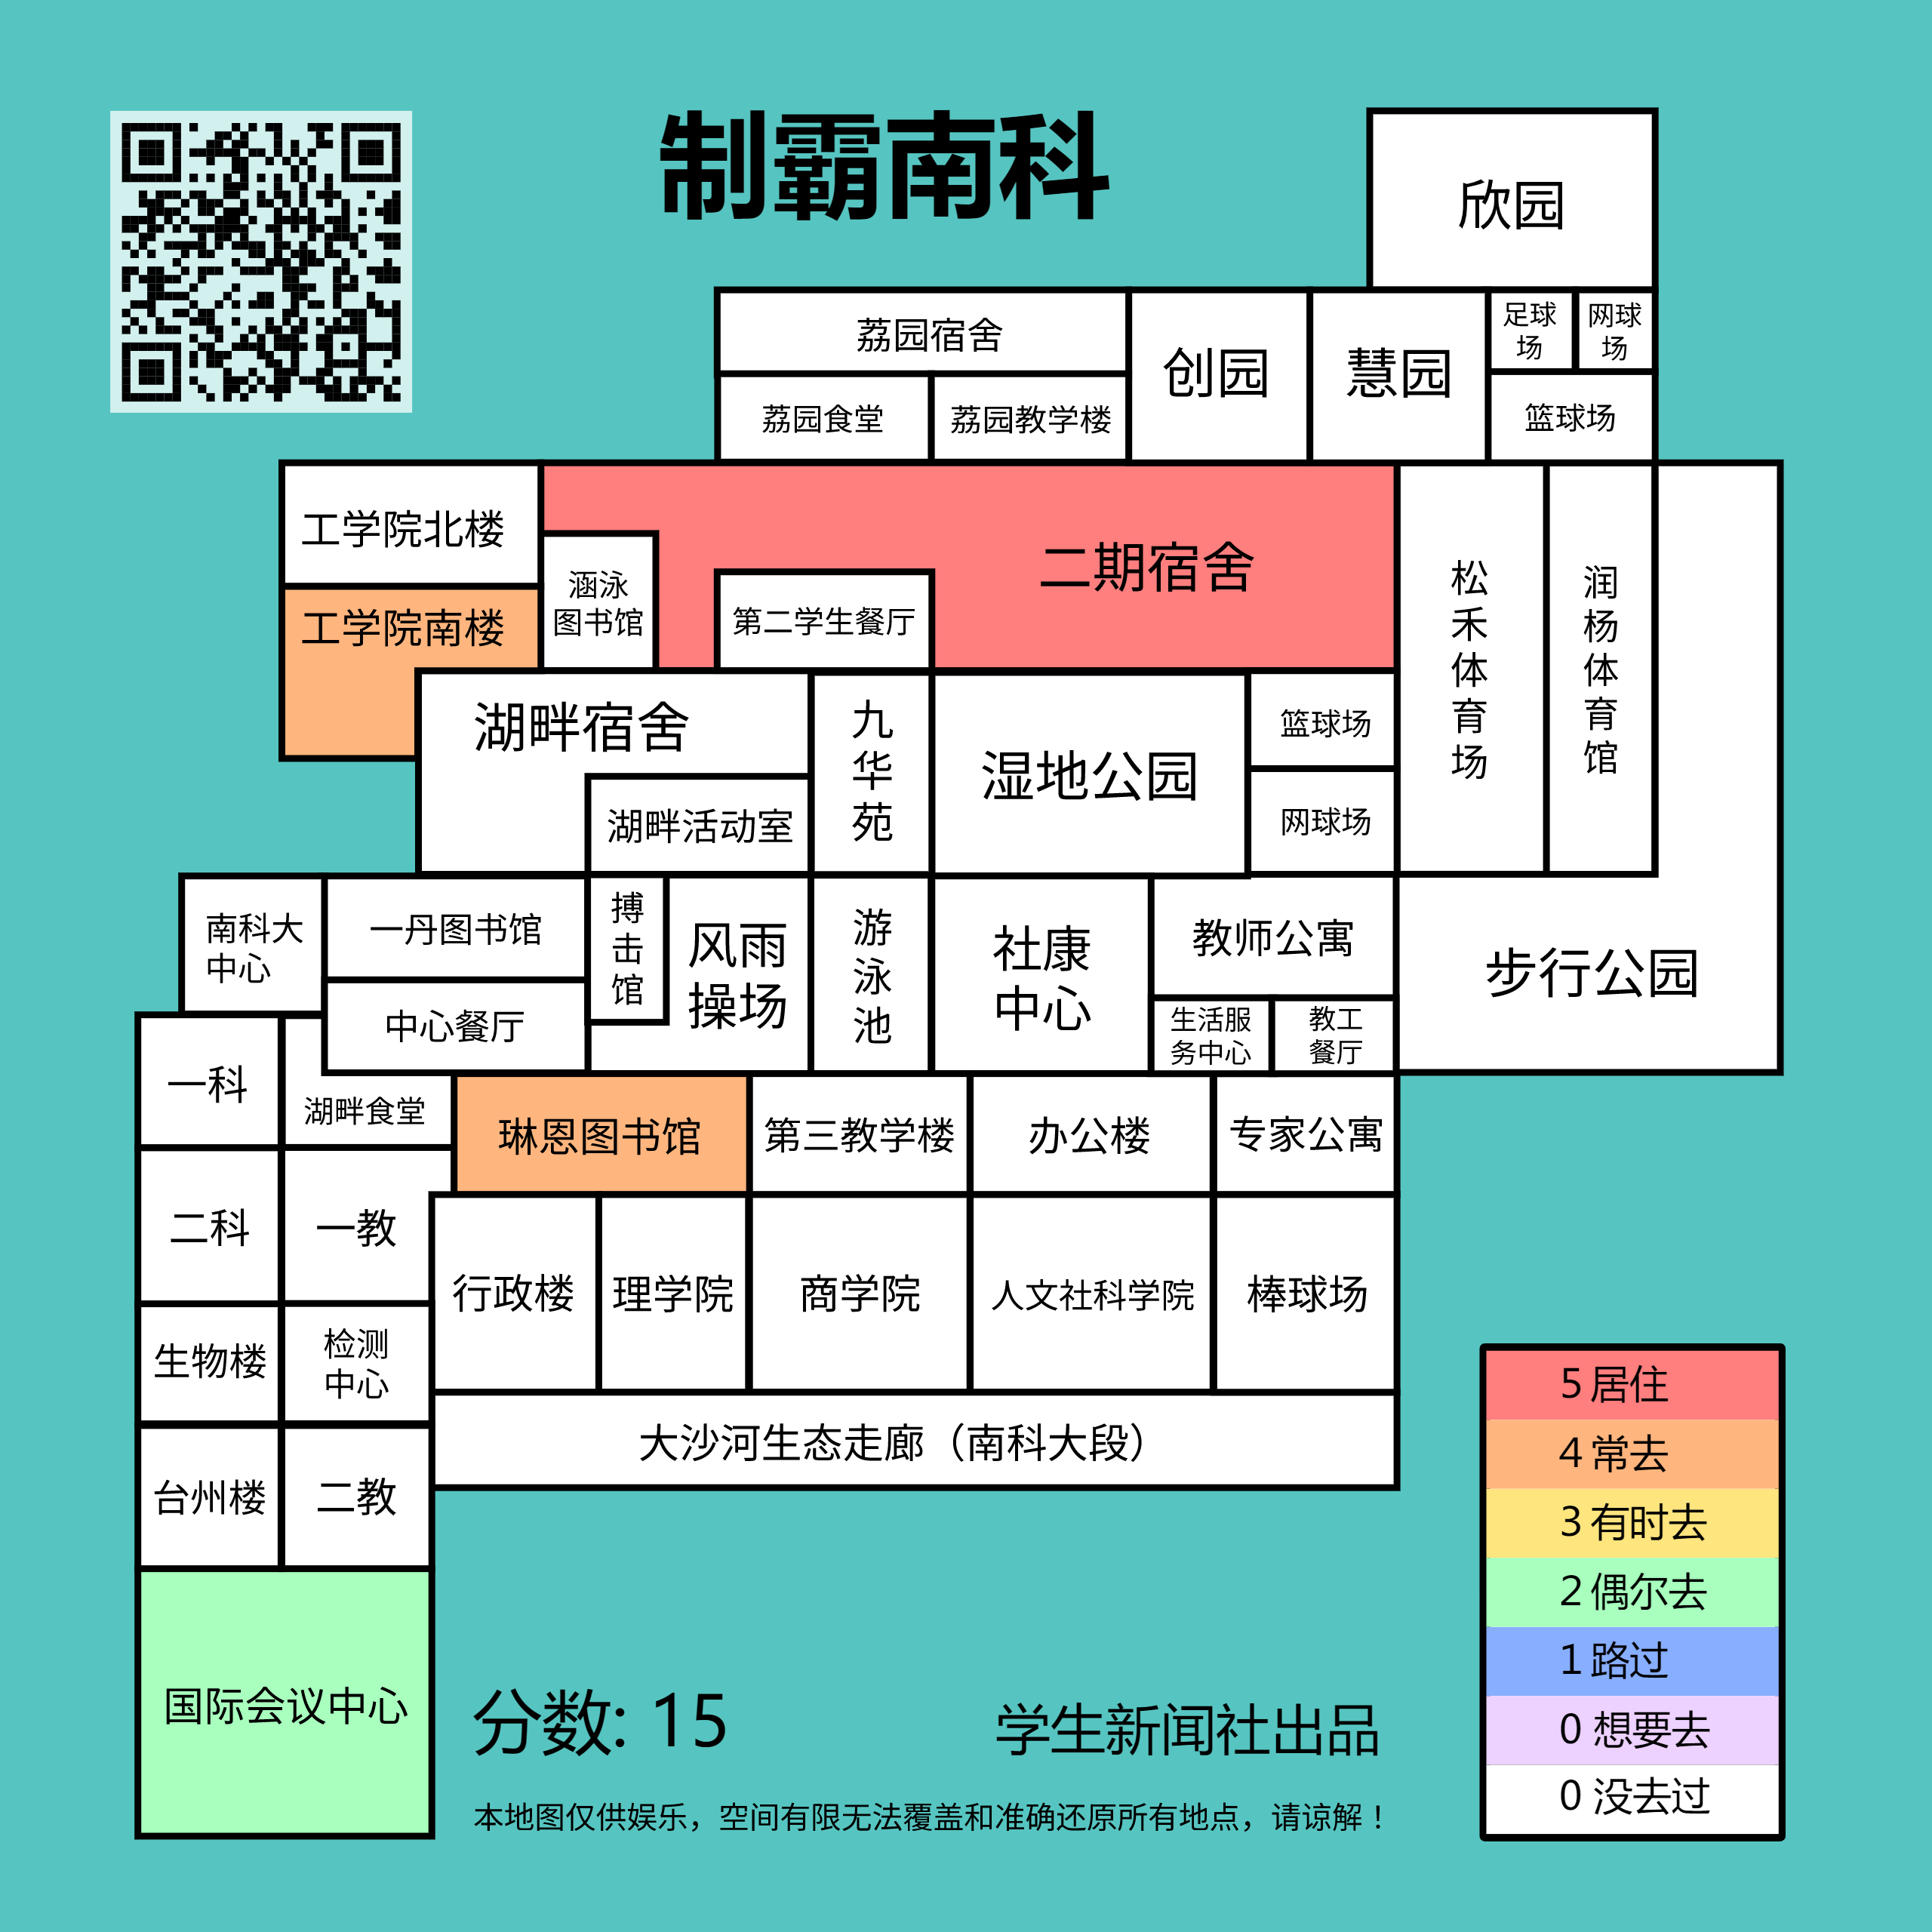 制霸南科
欣园
荔园宿舍
创园
慧园
足球
场
网球
场
荔园食堂
荔园教学楼
篮球场
工学院北楼
二期宿舍
涵泳
图书馆
第二学生餐厅
工学院南楼
松禾体育场
润杨体育馆
湖畔宿舍
九华苑
湿地公园
篮球场
湖畔活动室
网球场
南科大
中心
一丹图书馆
搏击馆
风雨
操场
游泳池
社康
中心
教师公寓
步行公园
中心餐厅
生活服
务中心
教工
餐厅
一科
湖畔食堂
琳恩图书馆
第三教学楼
办公楼
专家公寓
二科
一教
行政楼
理学院
商学院
人文社科学院
棒球场
生物楼
检测
中心
大沙河生态走廊（南科大段）
台州楼
二教
国际会议中心
5 居住
4 常去
3 有时去
2 偶尔去
1 路过
0 想要去
0 没去过
分数: 15
学生新闻社出品
本地图仅供娱乐，空间有限无法覆盖和准确还原所有地点，请谅解！